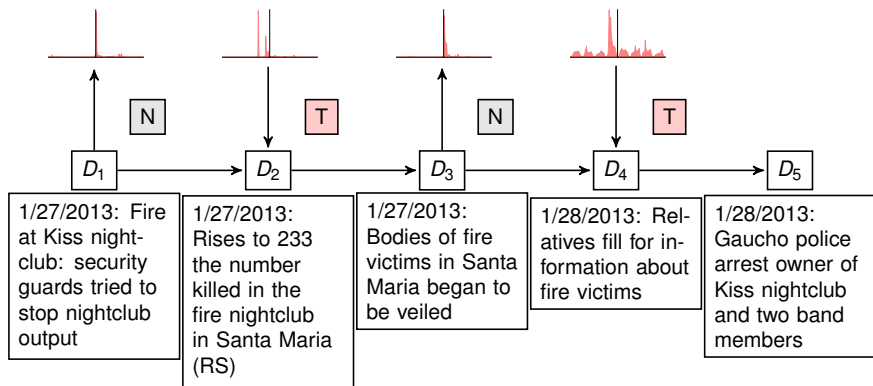 N
T
N
T
D1
D2
D3
D4
D5
1/27/2013: Fire
at Kiss night-
club: security
guards tried to
stop nightclub
output
1/27/2013:
Rises to 233
the number
killed in the
fire nightclub
in Santa Maria
(RS)
1/27/2013:
Bodies of fire
victims in Santa
Maria began to
be veiled
1/28/2013: Rel-
atives fill for in-
formation about
fire victims
1/28/2013:
Gaucho police
arrest owner of
Kiss nightclub
and two band
members